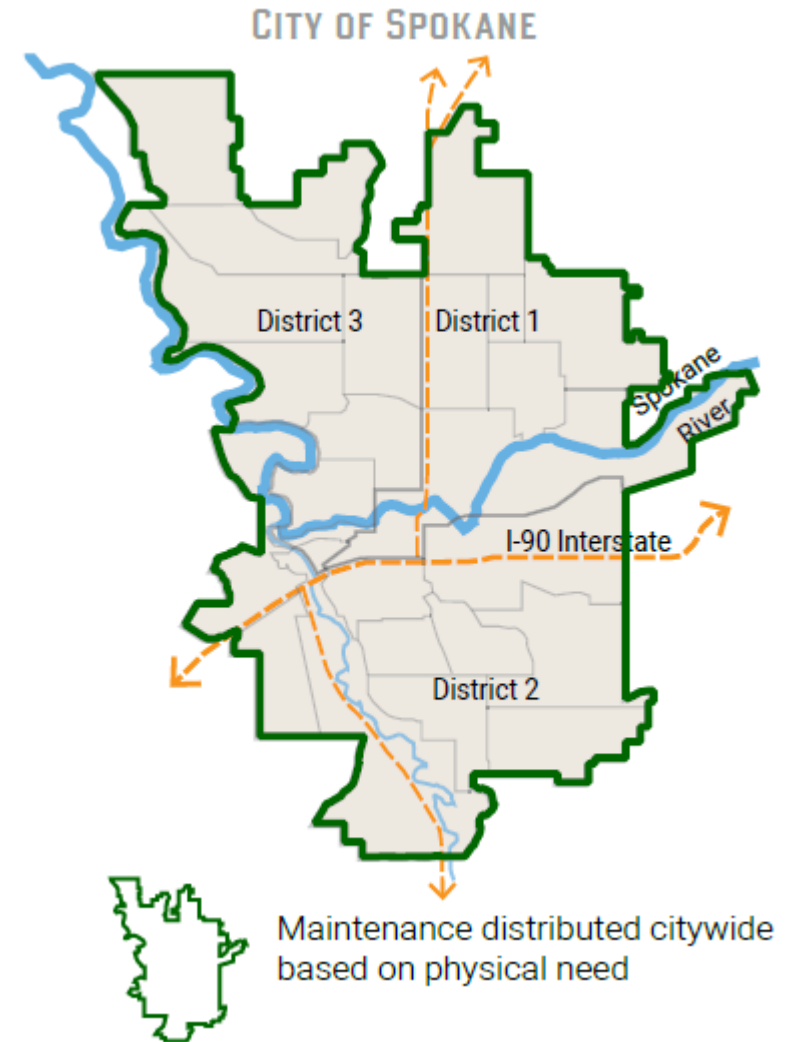 CITY OF SPOKANE
District 3
District 1
Spokane
River
I-90 Interstate
District 2
Maintenance distributed citywide
based on physical need